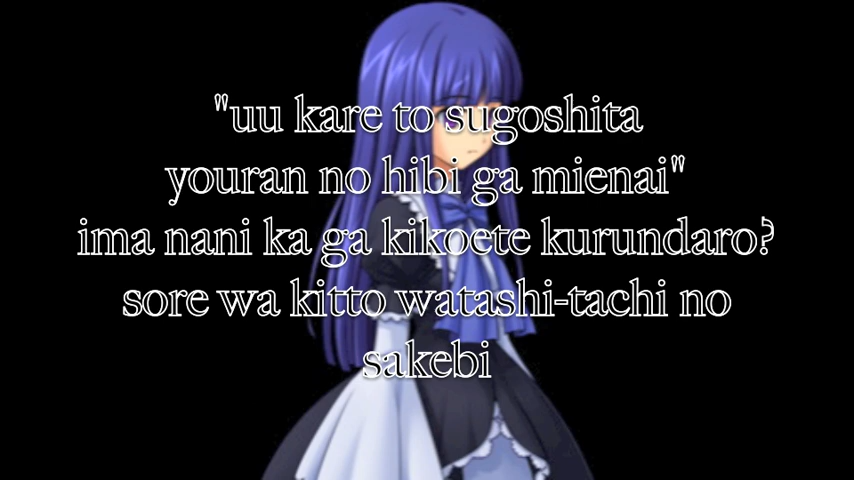 "uu kare to sugoshita
youran no hibi ga mienai"
ima nani ka ga kikoete kurundaro?
sore wa kitto watashi-tachi no
sakebi